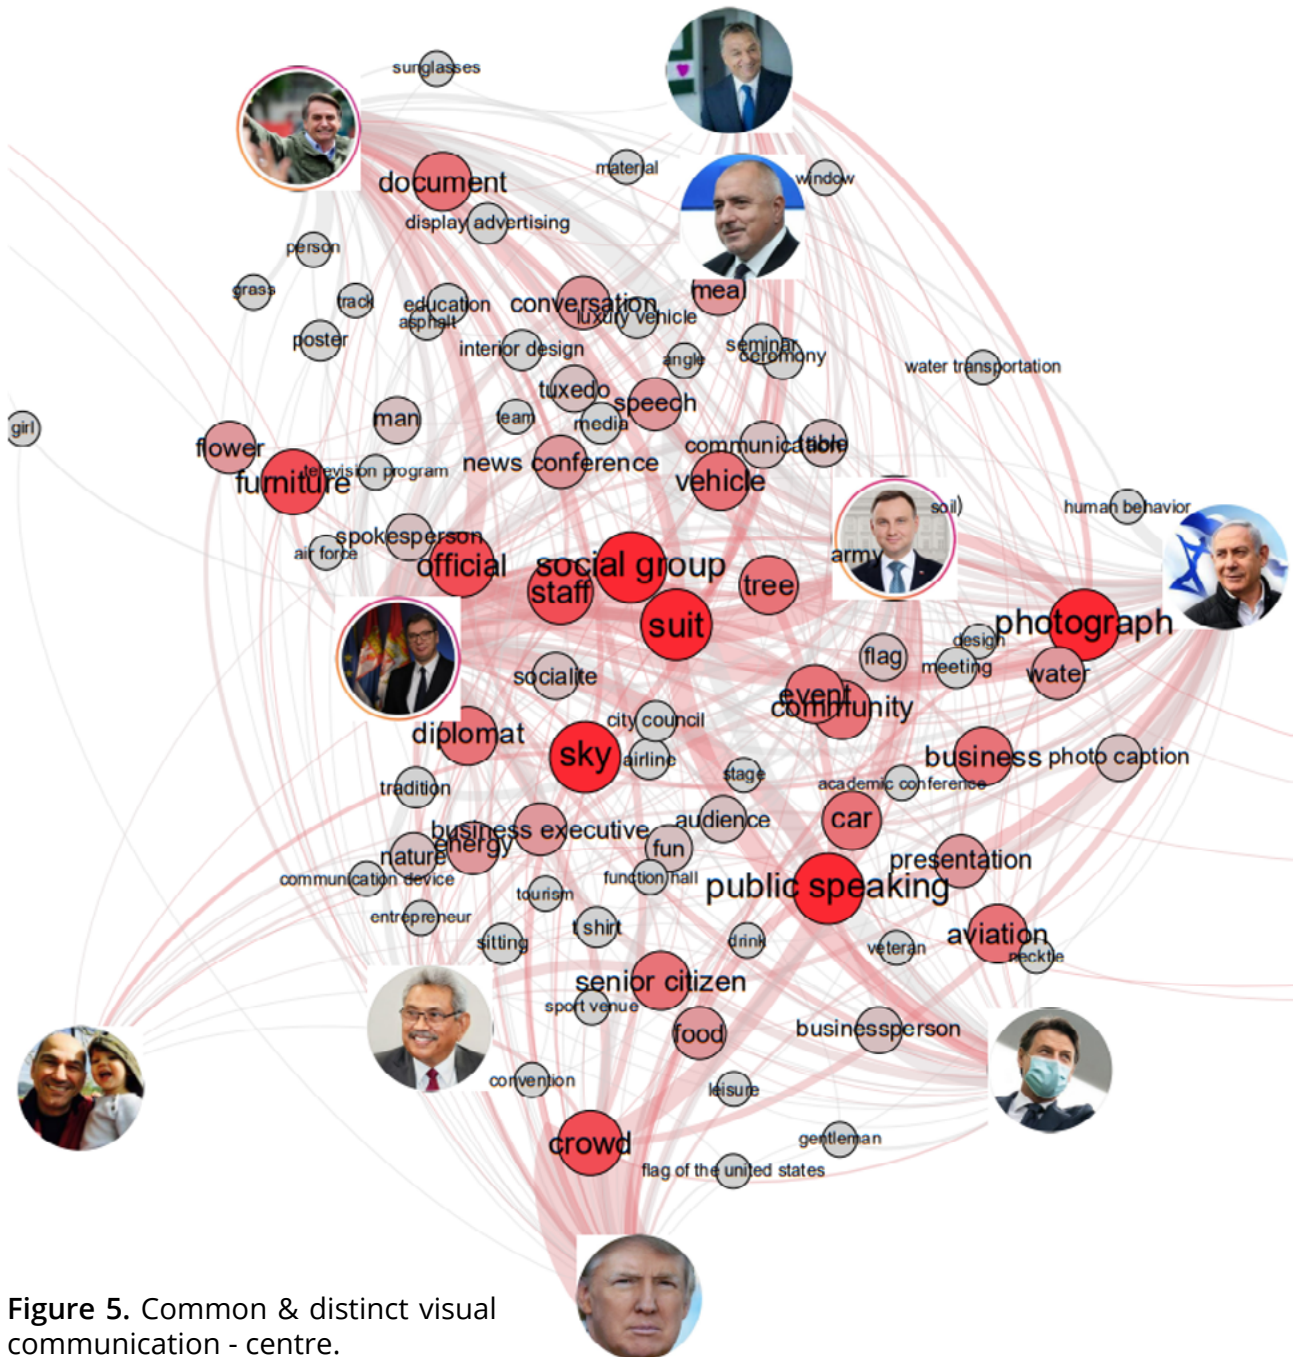 sunglasses
material
window
document
display advertising
person
grass
track
education
asphalt
conversation
luxury vehicle
meal
poster
interior design
angle
seminar
ceremony
water transportation
tuxedo
speech
man
team
media
girl
flower
furniture
television program
news conference
communication
table
vehicle
soil)
human behavior
spokesperson
air force
official
social group
staff
army
tree
suit
photograph
design
flag
meeting
water
socialite
event
community
diplomat
city council
sky
airline
business
photo caption
stage
academic conference
tradition
audience
car
business executive
energy
nature
fun
presentation
communication device
function hall
public speaking
tourism
entrepreneur
sitting
t shirt
drink
veteran
aviation
necktie
senior citizen
sport venue
food
businessperson
convention
leisure
crowd
gentleman
flag of the united states
Figure 5. Common & distinct visual
communication - centre.